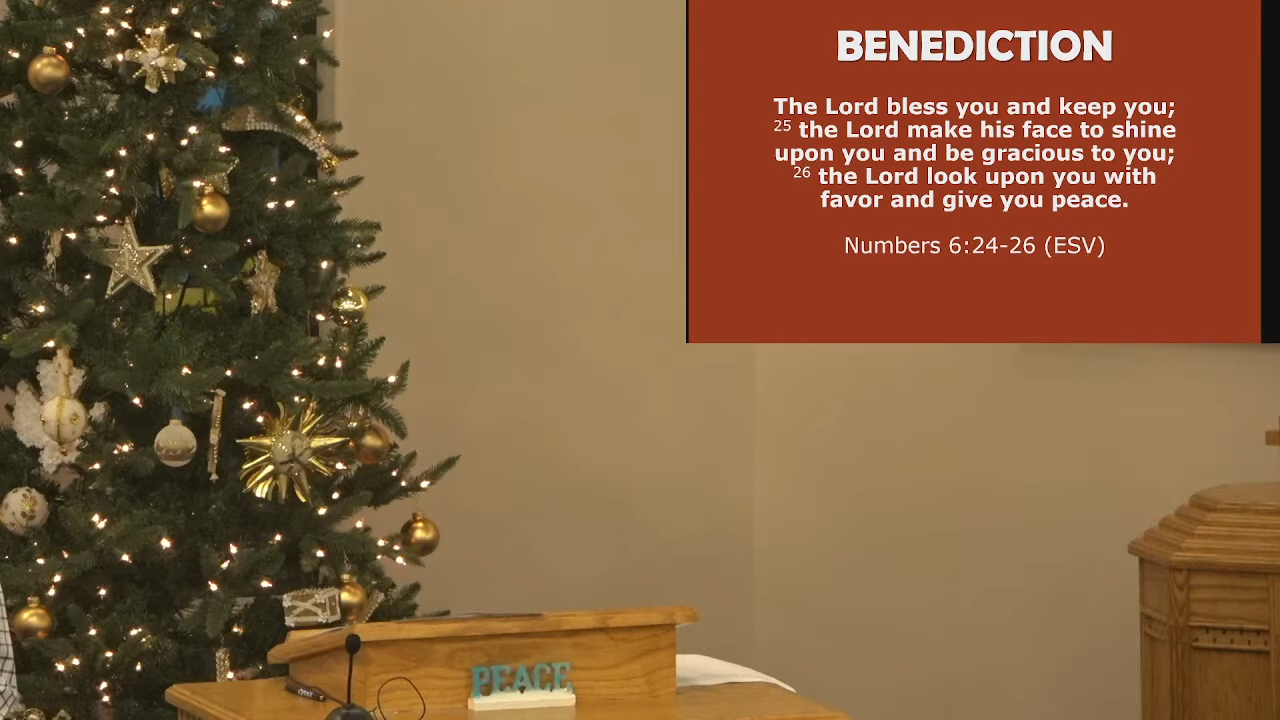 BENEDICTION
The Lord bless you and keep you;
25 the Lord make his face to shine
upon you and be gracious to you;
26 the Lord look upon you with
favor and give you peace.
Numbers 6:24-26 (ESV)
PEACE